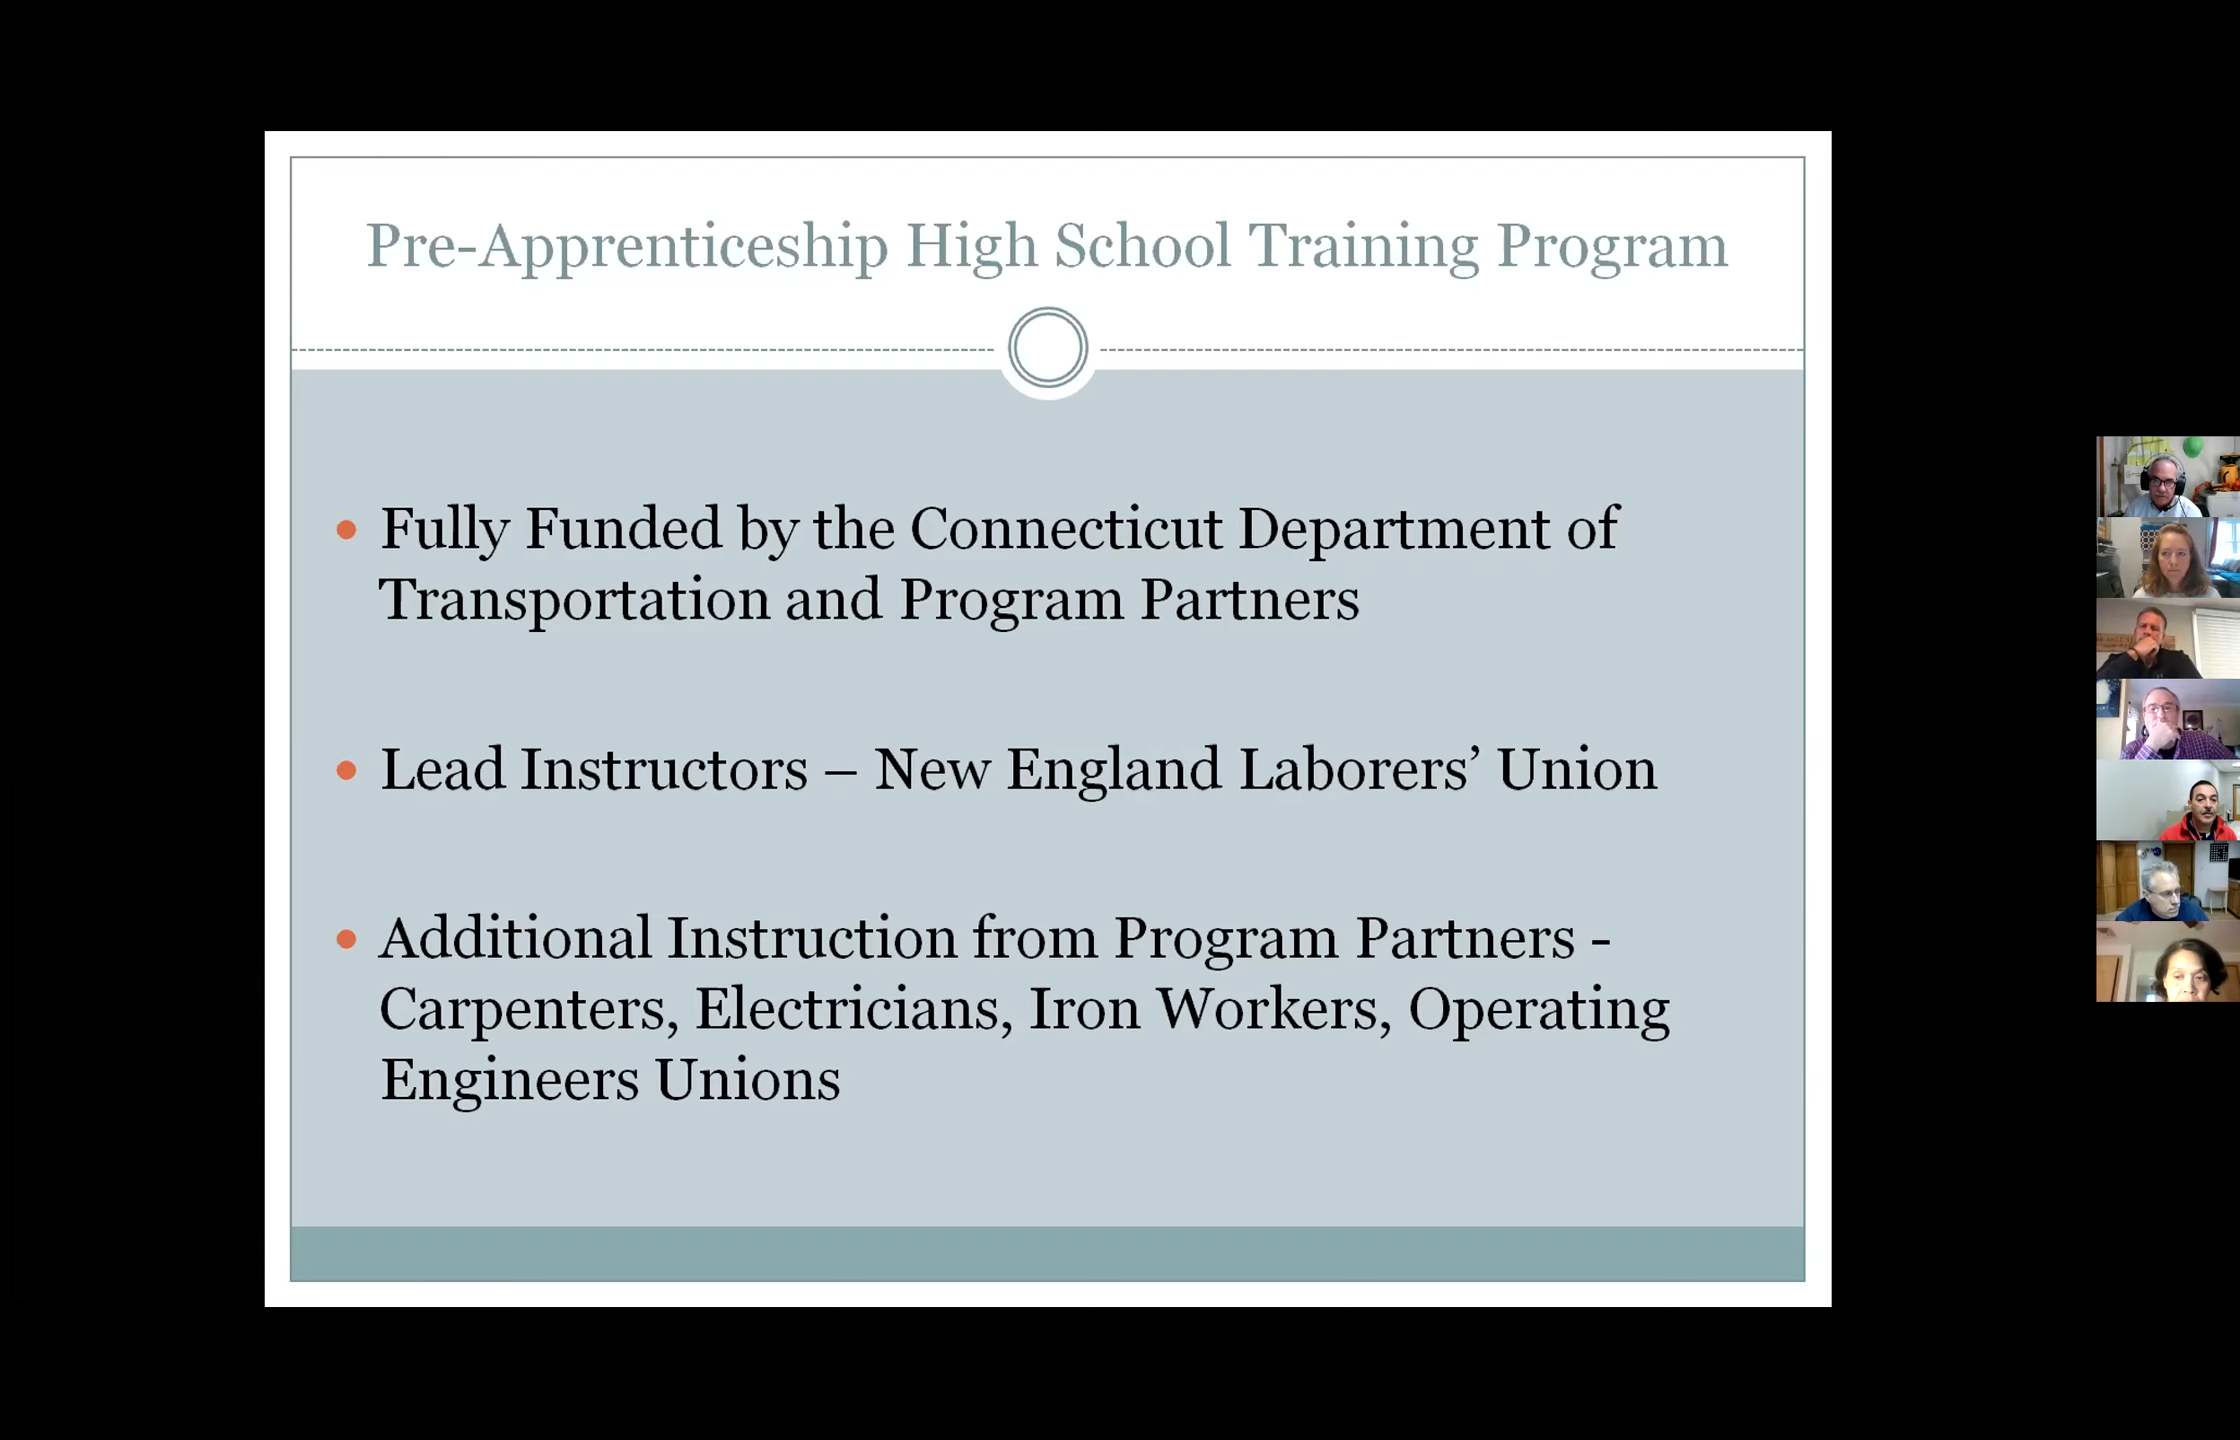 Pre-Apprenticeship High School Training Program
• Fully Funded by the Connecticut Department of
Transportation and Program Partners
• Lead Instructors – New England Laborers’ Union
• Additional Instruction from Program Partners -
Carpenters, Electricians, Iron Workers, Operating
Engineers Unions